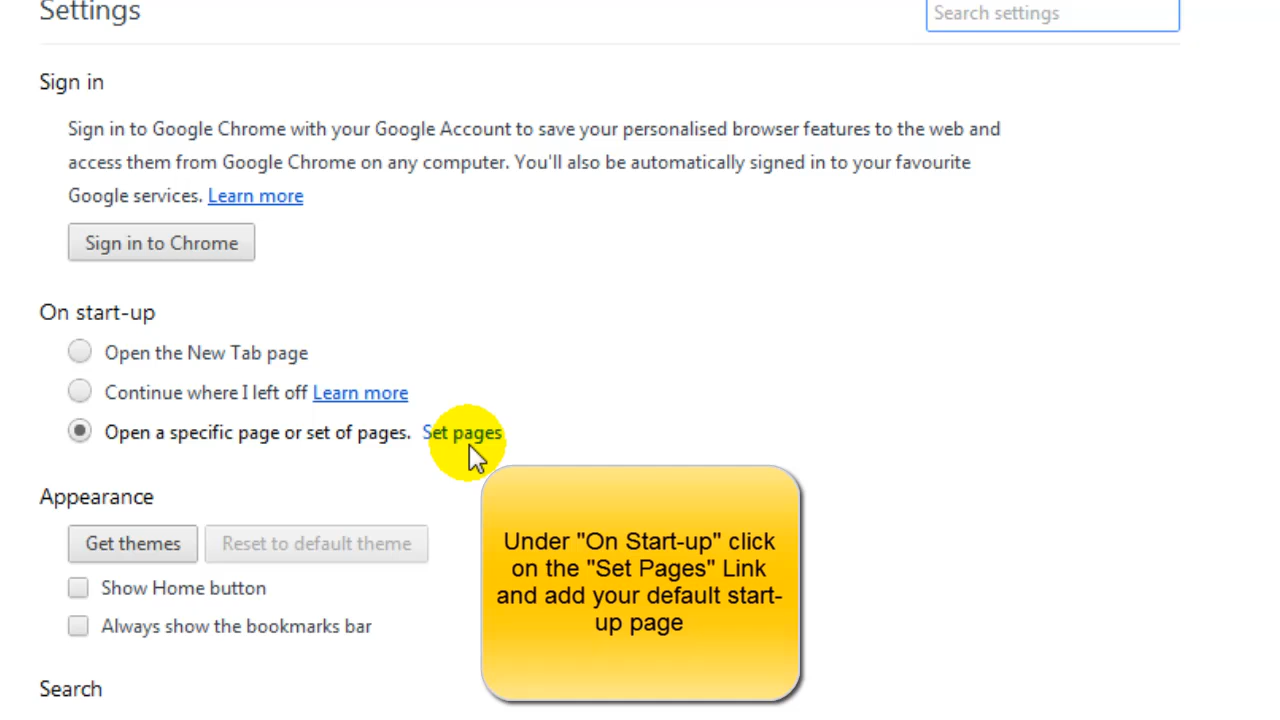 Settings
Search settings
Sign in
Sign in to Google Chrome with your Google Account to save your personalised browser features to the web and
access them from Google Chrome on any computer. You'll also be automatically signed in to your favourite
Google services. Learn more
Sign in to Chrome
On start-up
Open the New Tab page
Continue where I left off Learn more
Open a specific page or set of pages. Set pages
Appearance
Get themes
Reset to default theme
Show Home button
Always show the bookmarks bar
Under "On Start-up" click
on the "Set Pages" Link
and add your default start-
up page
Search